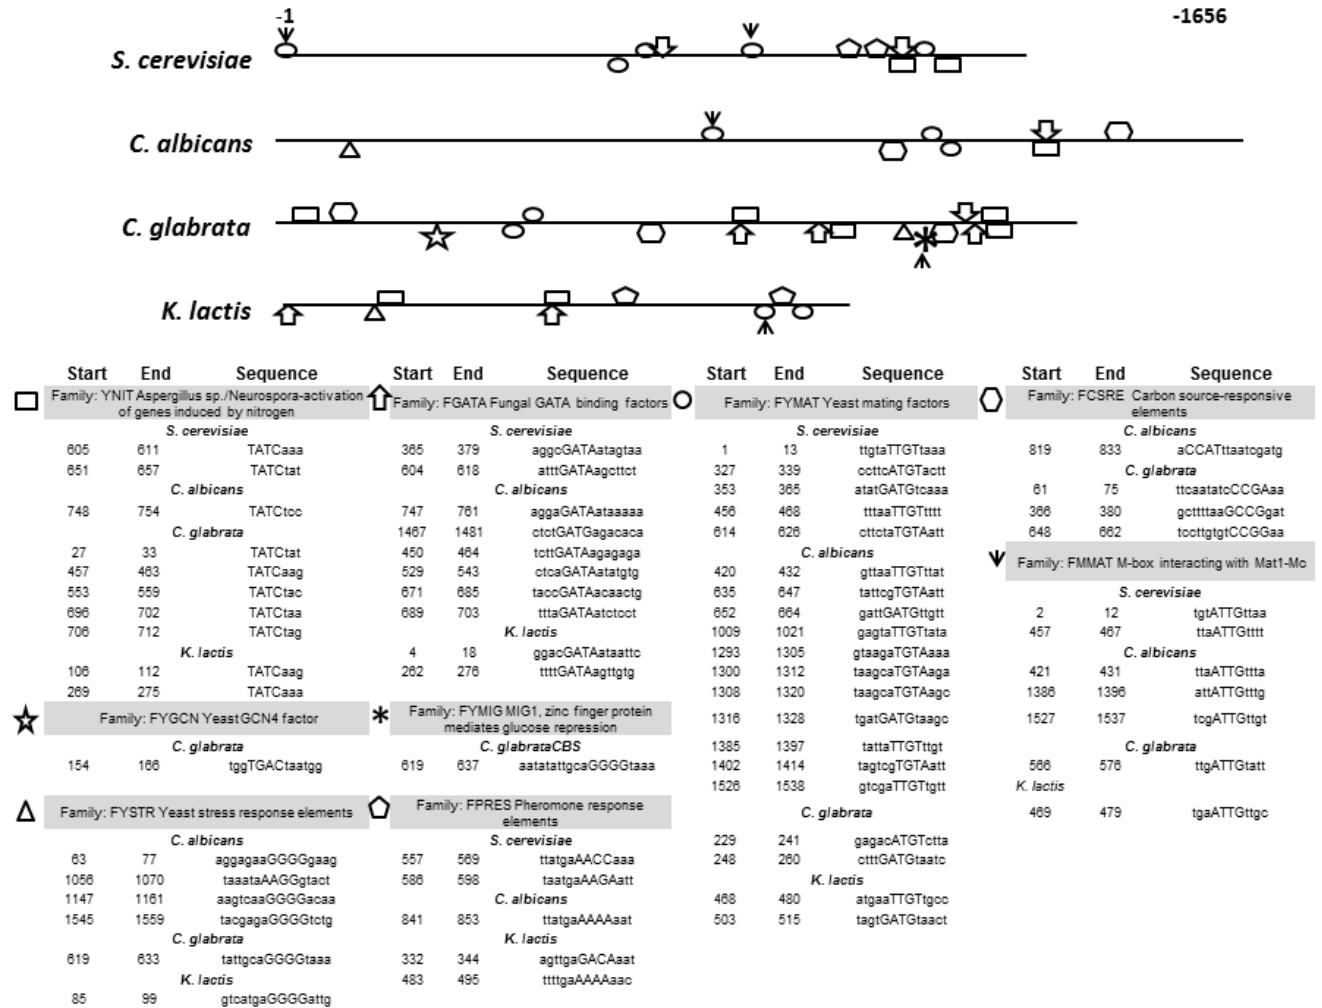 -1
-1656
S. cerevisiae
C. albicans
C. glabrata
K. lactis
Start End Sequence
Family: YNIT Aspergillus sp./Neurospora-activation
of genes induced by nitrogen
S. cerevisiae
605 611 TATCaaa
651 657 TATCtat
C. albicans
748 754 TATCtcc
C. glabrata
27 33 TATCtat
457 463 TATCaag
553 559 TATCtac
696 702 TATCtaa
706 712 TATCtag
K. lactis
106 112 TATCaag
269 275 TATCaaa
Family: FYGCN Yeast GCN4 factor
C. glabrata
154 166 tggTGACtaatgg
Family: FYSTR Yeast stress response elements
C. albicans
63 77 aggagaaGGGGgaag
1056 1070 taaataAAGGgtact
1147 1161 aagtcaaGGGGacaa
1545 1559 tacgagaGGGGtctg
C. glabrata
619 633 tattgcaGGGGtaaa
K. lactis
85 99 gtcatgaGGGGattg
Start End Sequence
Family: FGATA Fungal GATA binding factors
S. cerevisiae
365 379 aggcGATAatagtaa
604 618 atttGATAagcttct
C. albicans
747 761 aggaGATAataaaaa
1467 1481 ctctGATGagacaca
450 464 tcttGATAagagaga
529 543 ctcaGATAatatgtg
671 685 taccGATAacaactg
689 703 tttaGATAatctcct
K. lactis
4 18 ggacGATAataattc
262 276 ttttGATAagttgtg
Family: FYMIG MIG1, zinc finger protein
mediates glucose repression
C. glabrataCBS
619 637 aatatattgcaGGGGtaaa
Family: FPRES Pheromone response
elements
S. cerevisiae
557 569 ttatgaAACCaaa
586 598 taatgaAAGAatt
C. albicans
841 853 ttatgaAAAAaat
K. lactis
332 344 agttgaGACAaat
483 495 ttttgaAAAAaac
Start End Sequence
Family: FYMAT Yeast mating factors
S. cerevisiae
1 13 ttgtaTTGTtaaa
327 339 ccttcATGTactt
353 365 atatGATGtcaaa
456 468 tttaaTTGTtttt
614 626 cttctaTGTAatt
C. albicans
420 432 gttaaTTGTttat
635 647 tattcgTGTAatt
652 664 gattGATGttgtt
1009 1021 gagtaTTGTtata
1293 1305 gtaagaTGTAaaa
1300 1312 taagcaTGTAaga
1308 1320 taagcaTGTAagc
1316 1328 tgatGATGtaagc
1385 1397 tattaTTGTttgt
1402 1414 tagtcgTGTAatt
1526 1538 gtcgaTTGTtgtt
C. glabrata
229 241 gagacATGTctta
248 260 ctttGATGtaatc
K. lactis
468 480 atgaaTTGTtgcc
503 515 tagtGATGtaact
Start End Sequence
Family: FCSRE Carbon source-responsive
elements
C. albicans
819 833 aCCATttaatcgatg
C. glabrata
61 75 ttcaatatcCCGAaa
366 380 gcttttaaGCCGgat
648 662 tccttgtgtCCGGaa
Family: FMMAT M-box interacting with Mat1-Mc
S. cerevisiae
2 12 tgtATTGttaa
457 467 ttaATTGtttt
C. albicans
421 431 ttaATTGttta
1386 1396 attATTGtttg
1527 1537 tcgATTGttgt
C. glabrata
566 576 ttgATTGtatt
K. lactis
469 479 tgaATTGttgc